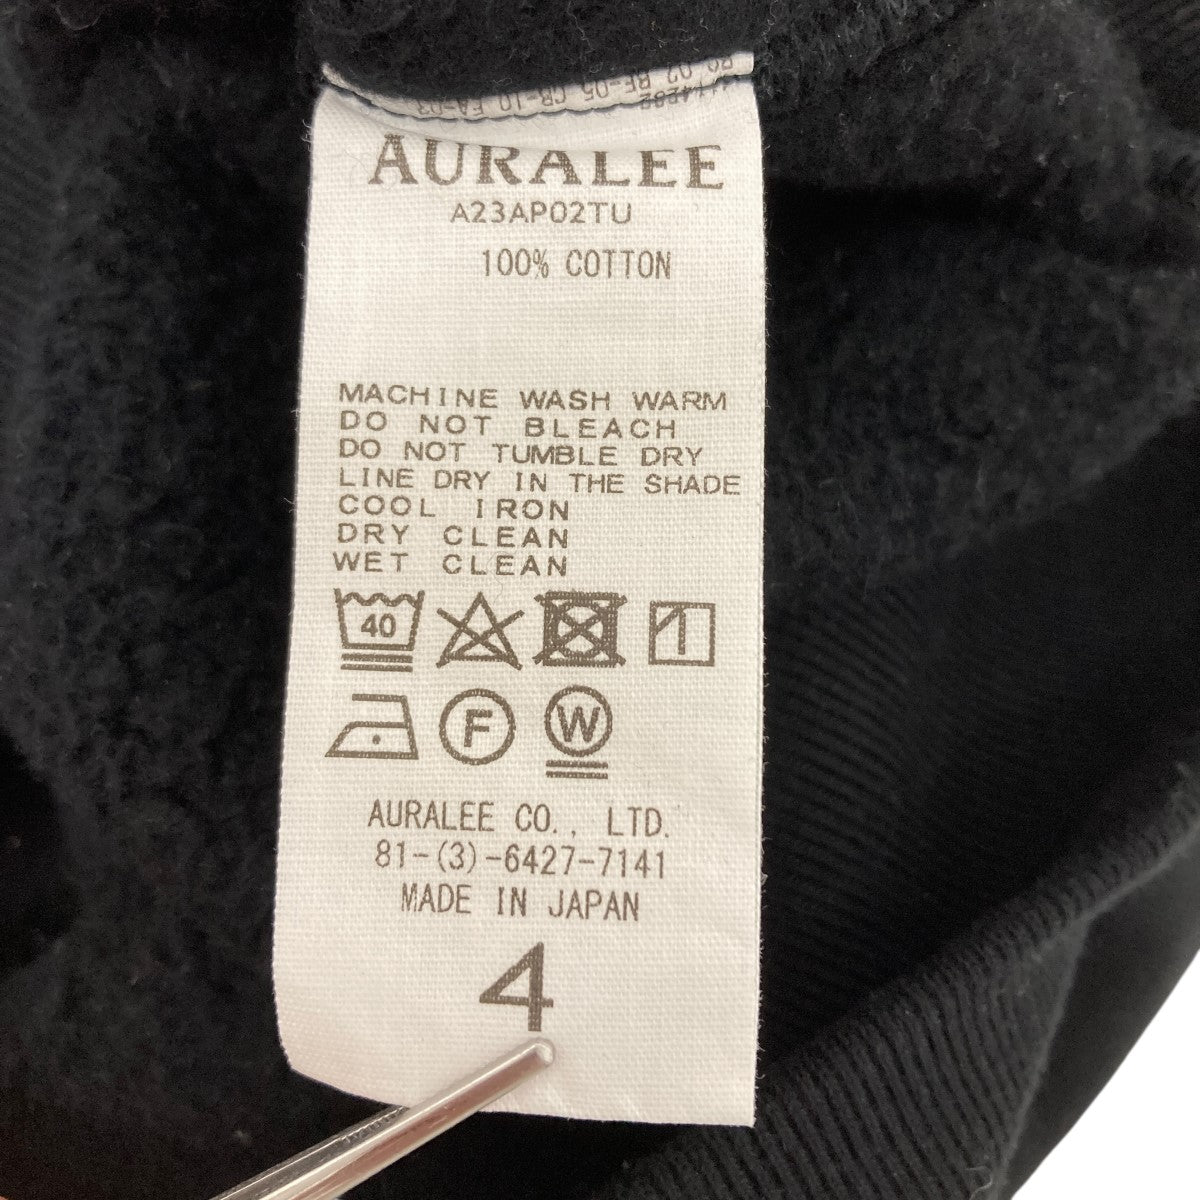 AURALEE
A23AP02TU
100% COTTON
MACHINE WASH WARM
DO NOT BLEACH
DO NOT TUMBLE DRY
LINE DRY IN THE SHADE
COOL IRON
DRY CLEAN
WET CLEAN
40
F W
AURALEE CO., LTD.
81-(3)-6427-7141
MADE IN JAPAN
4